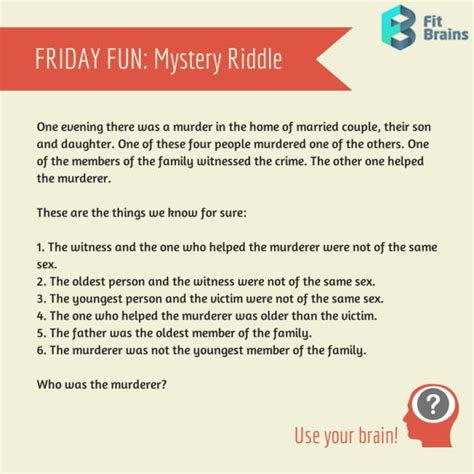 Fit
Brains
FRIDAY FUN: Mystery Riddle
One evening there was a murder in the home of married couple, their son
and daughter. One of these four people murdered one of the others. One
of the members of the family witnessed the crime. The other one helped
the murderer.
These are the things we know for sure:
1. The witness and the one who helped the murderer were not of the same
sex.
2. The oldest person and the witness were not of the same sex.
3. The youngest person and the victim were not of the same sex.
4. The one who helped the murderer was older than the victim.
5. The father was the oldest member of the family.
6. The murderer was not the youngest member of the family.
Who was the murderer?
?
Use your brain!